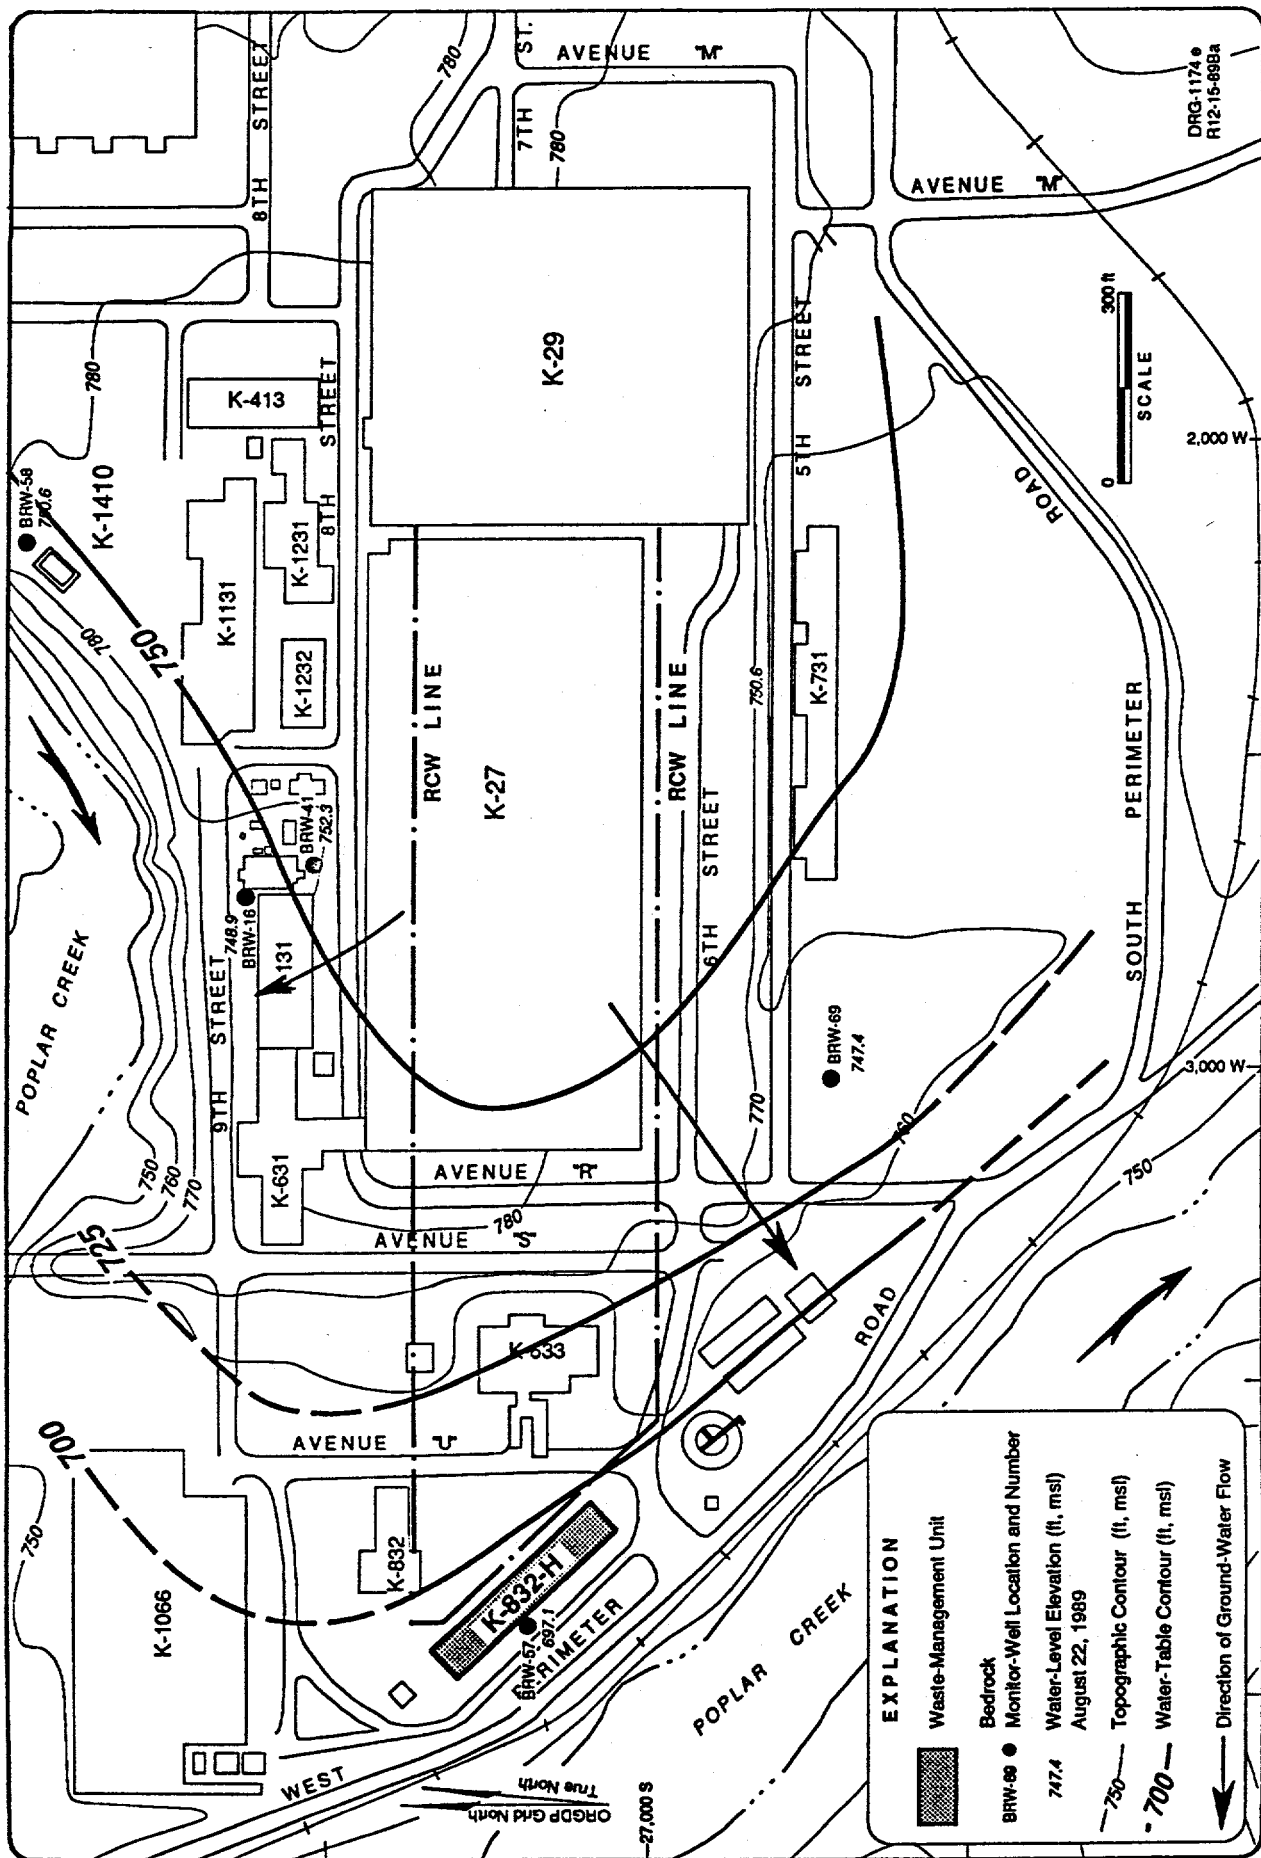 AVENUE "M"
7TH ST.
8TH STREET
780
780
780
DRG-1174 e
R12-15-89Ba
AVENUE "M"
K-29
K-413
8TH STREET
5TH STREET
300 ft
0
SCALE
2,000 W
ROAD
BRW-58
K-1410
K-1131
K-1231
K-1232
780
750
RCW LINE
RCW LINE
K-27
750.6
K-731
SOUTH PERIMETER
POPLAR CREEK
BRW-41
752.3
748.9
BRW-16
9TH STREET
6TH STREET
BRW-69
747.4
3,000 W
770
760
750
760
770
750
K-631
AVENUE "R"
780
AVENUE "S"
725
K-633
AVENUE "U"
ROAD
700
750
K-1066
K-832
K-832-H
BRW-57
697.1
WEST PERIMETER
POPLAR CREEK
ORGDP Grid North
True North
27,000 S
EXPLANATION
Waste-Management Unit
Bedrock
BRW-69 Monitor-Well Location and Number
747.4 Water-Level Elevation (ft, msl)
August 22, 1989
750 Topographic Contour (ft, msl)
700 Water-Table Contour (ft, msl)
Direction of Ground-Water Flow